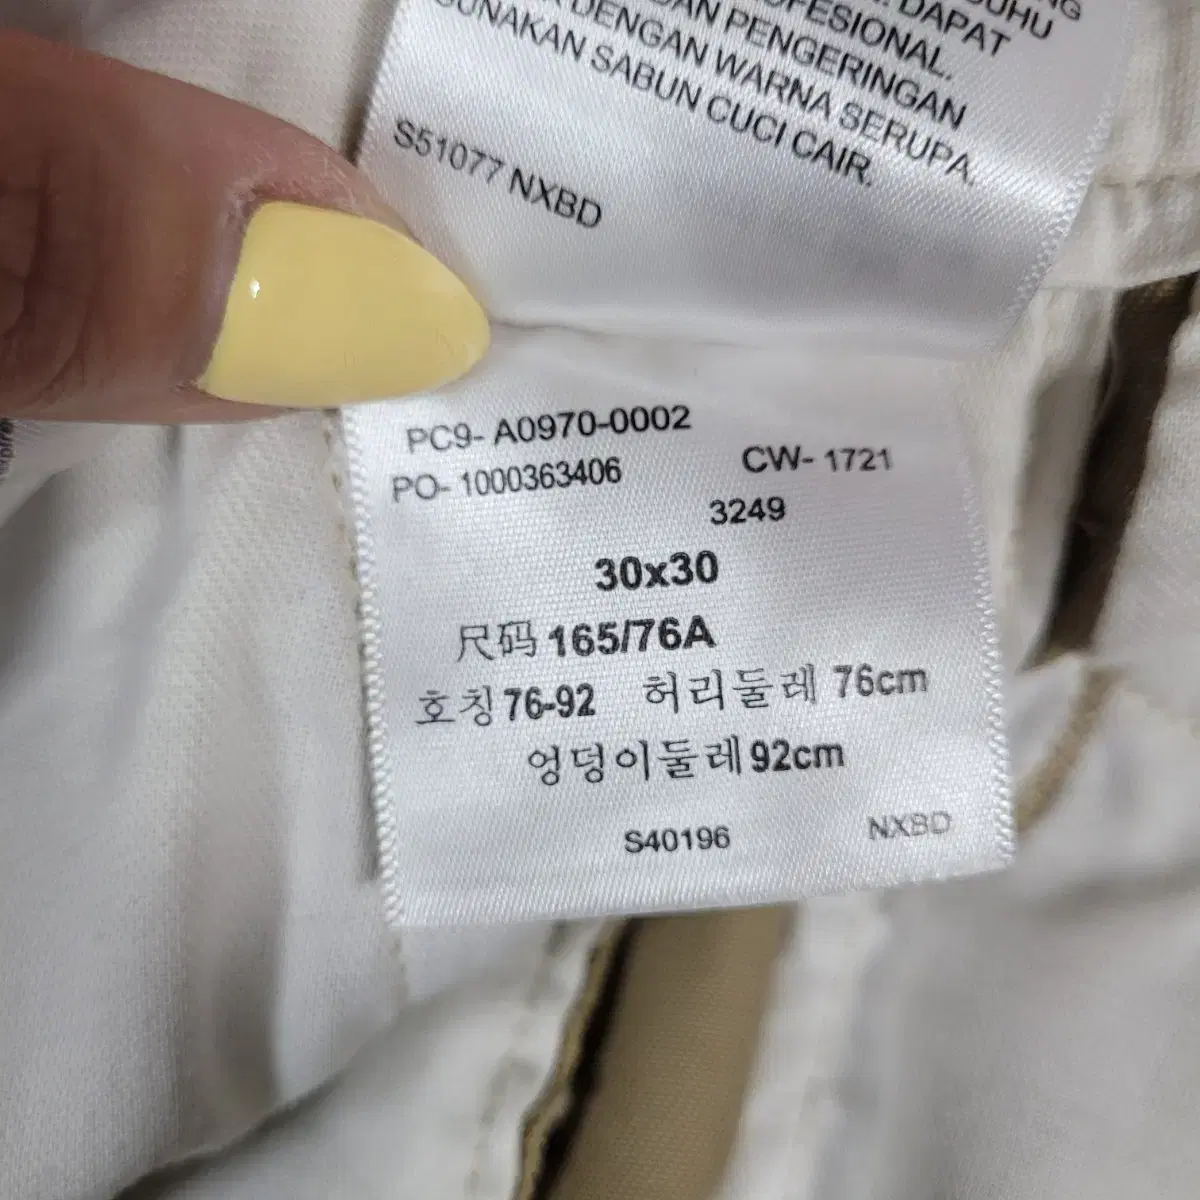 SUHU
DAPAT
PROFESIONAL.
DAN PENGERINGAN
DENGAN WARNA SERUPA.
GUNAKAN SABUN CUCI CAIR.
S51077 NXBD
PC9- A0970-0002
PO- 1000363406 CW- 1721
3249
30x30
尺码 165/76A
호칭 76-92 허리둘레 76cm
엉덩이둘레 92cm
S40196 NXBD